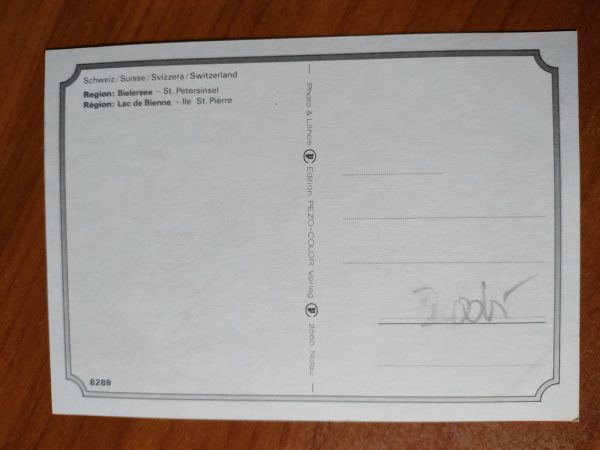 Schweiz / Suisse / Svizzera / Switzerland
Region: Bielersee – St. Petersinsel
Région: Lac de Bienne – Ile St. Pierre
Photo & Lithos Edition PEZO-COLOR Verlag 2560 Nidau
8289